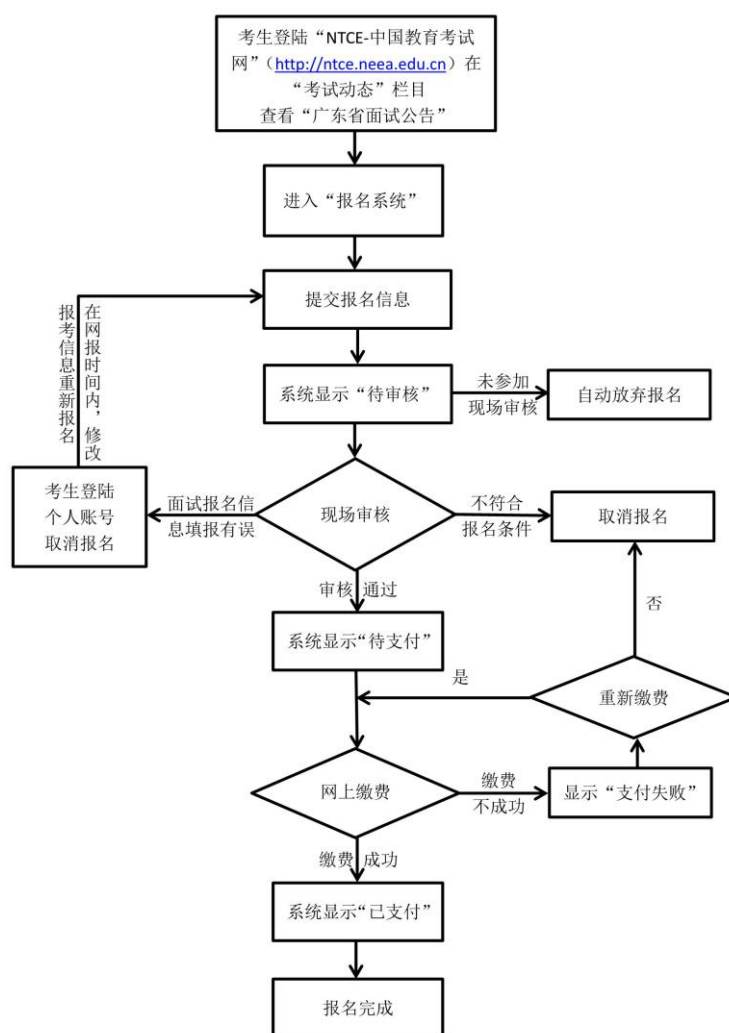 考生登陆“NTCE-中国教育考试
网”（http://ntce.neea.edu.cn）在
“考试动态”栏目
查看“广东省面试公告”
进入“报名系统”
提交报名信息
在网报时间内，修改
报考信息重新报名
系统显示“待审核”
未参加
现场审核
自动放弃报名
考生登陆
个人账号
取消报名
面试报名信
息填报有误
现场审核
不符合
报名条件
取消报名
审核 通过
否
系统显示“待支付”
是
重新缴费
网上缴费
缴费
不成功
显示“支付失败”
缴费 成功
系统显示“已支付”
报名完成